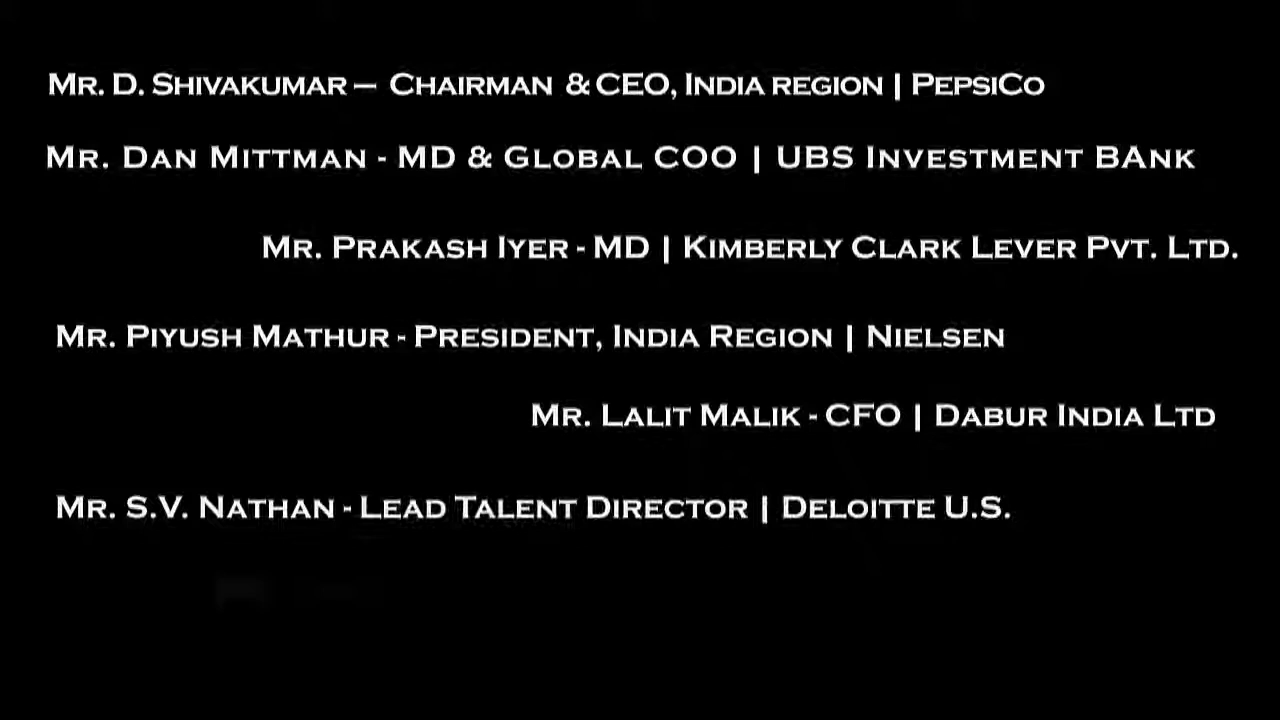 Mr. D. Shivakumar – Chairman & CEO, India region | PepsiCo
Mr. Dan Mittman - MD & Global COO | UBS Investment BAnk
Mr. Prakash Iyer - MD | Kimberly Clark Lever Pvt. Ltd.
Mr. Piyush Mathur - President, India Region | Nielsen
Mr. Lalit Malik - CFO | Dabur India Ltd
Mr. S.V. Nathan - Lead Talent Director | Deloitte U.S.